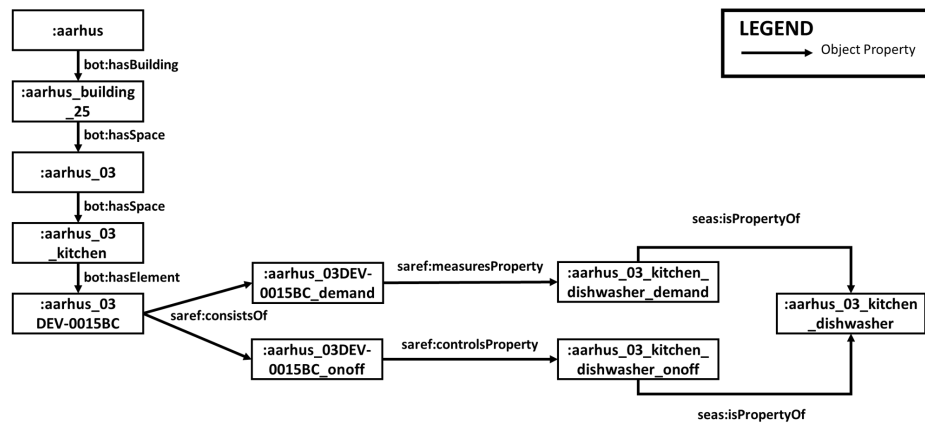 :aarhus
LEGEND
Object Property
bot:hasBuilding
:aarhus_building
_25
bot:hasSpace
:aarhus_03
bot:hasSpace
:aarhus_03
_kitchen
bot:hasElement
:aarhus_03
DEV-0015BC
saref:consistsOf
:aarhus_03DEV-
0015BC_demand
saref:measuresProperty
:aarhus_03_kitchen_
dishwasher_demand
seas:isPropertyOf
:aarhus_03_kitchen
_dishwasher
:aarhus_03DEV-
0015BC_onoff
saref:controlsProperty
:aarhus_03_kitchen_
dishwasher_onoff
seas:isPropertyOf